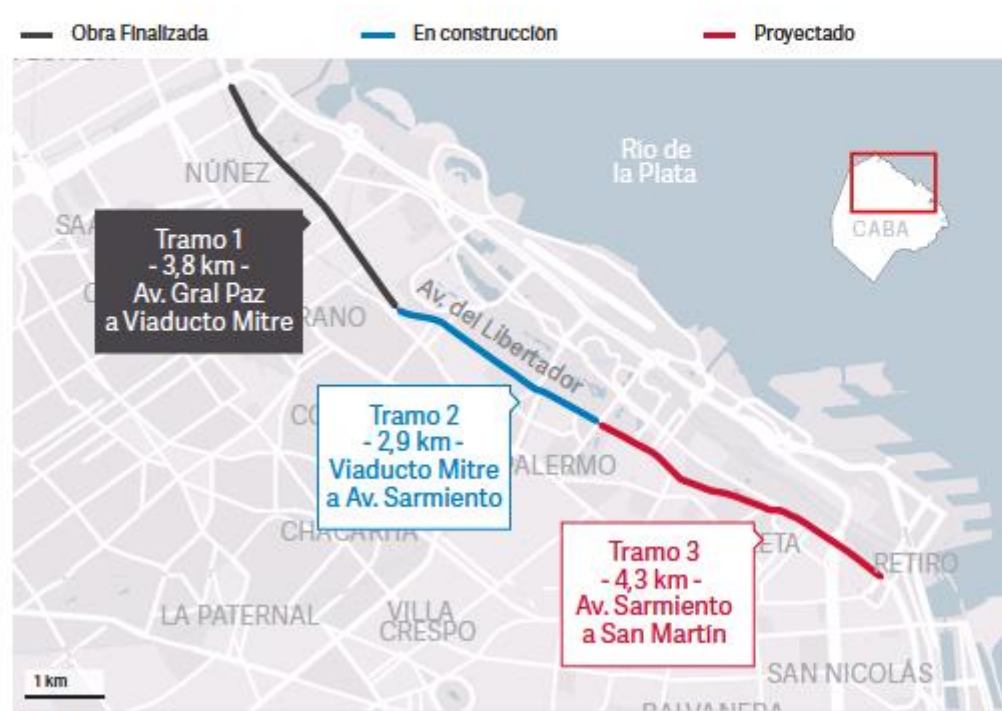 Obra Finalizada
En construcción
Proyectado
NÚÑEZ
Río de
la Plata
CABA
Tramo 1
- 3,8 km -
Av. Gral Paz
a Viaducto Mitre
RANO
Av. del Libertador
Tramo 2
- 2,9 km -
Viaducto Mitre
a Av. Sarmiento
PALERMO
CHACARITA
Tramo 3
- 4,3 km -
Av. Sarmiento
a San Martín
ETA
RETIRO
LA PATERNAL
VILLA
CRESPO
SAN NICOLÁS
1 km